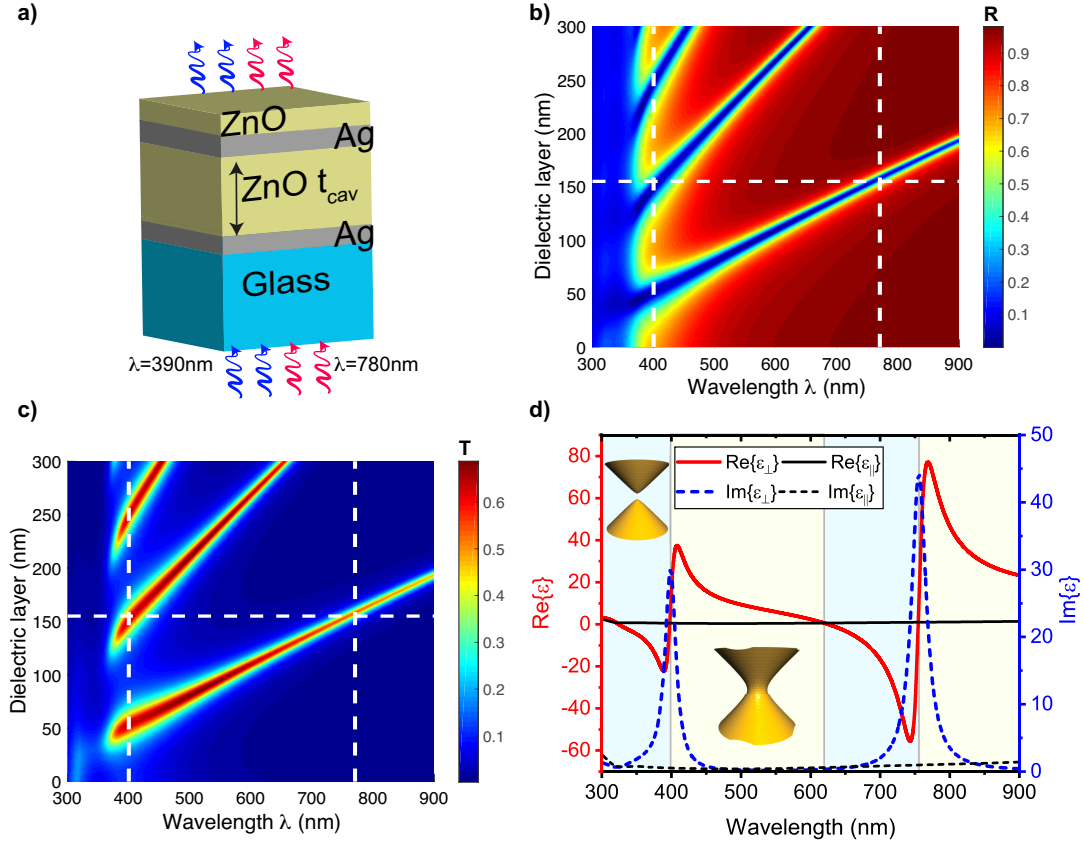 a)
ZnO
Ag
ZnO t_cav
Ag
Glass
λ=390nm
λ=780nm
b)
R
Dielectric layer (nm)
300
250
200
150
100
50
0
300 400 500 600 700 800 900
Wavelength λ (nm)
0.9
0.8
0.7
0.6
0.5
0.4
0.3
0.2
0.1
c)
T
Dielectric layer (nm)
300
250
200
150
100
50
0
300 400 500 600 700 800 900
Wavelength λ (nm)
0.6
0.5
0.4
0.3
0.2
0.1
d)
Re{ε⊥} Re{ε∥}
Im{ε⊥} Im{ε∥}
Re{ε}
80
60
40
20
0
-20
-40
-60
300 400 500 600 700 800 900
Wavelength (nm)
50
40
30
20
10
0
Im{ε}